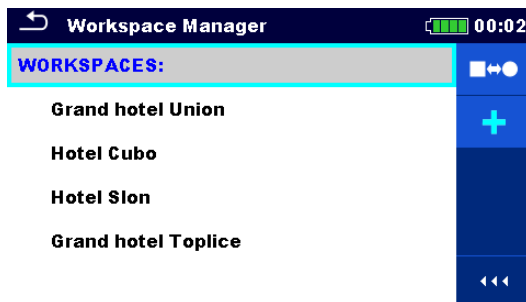 Workspace Manager 00:02
WORKSPACES:
Grand hotel Union
Hotel Cubo
Hotel Slon
Grand hotel Toplice